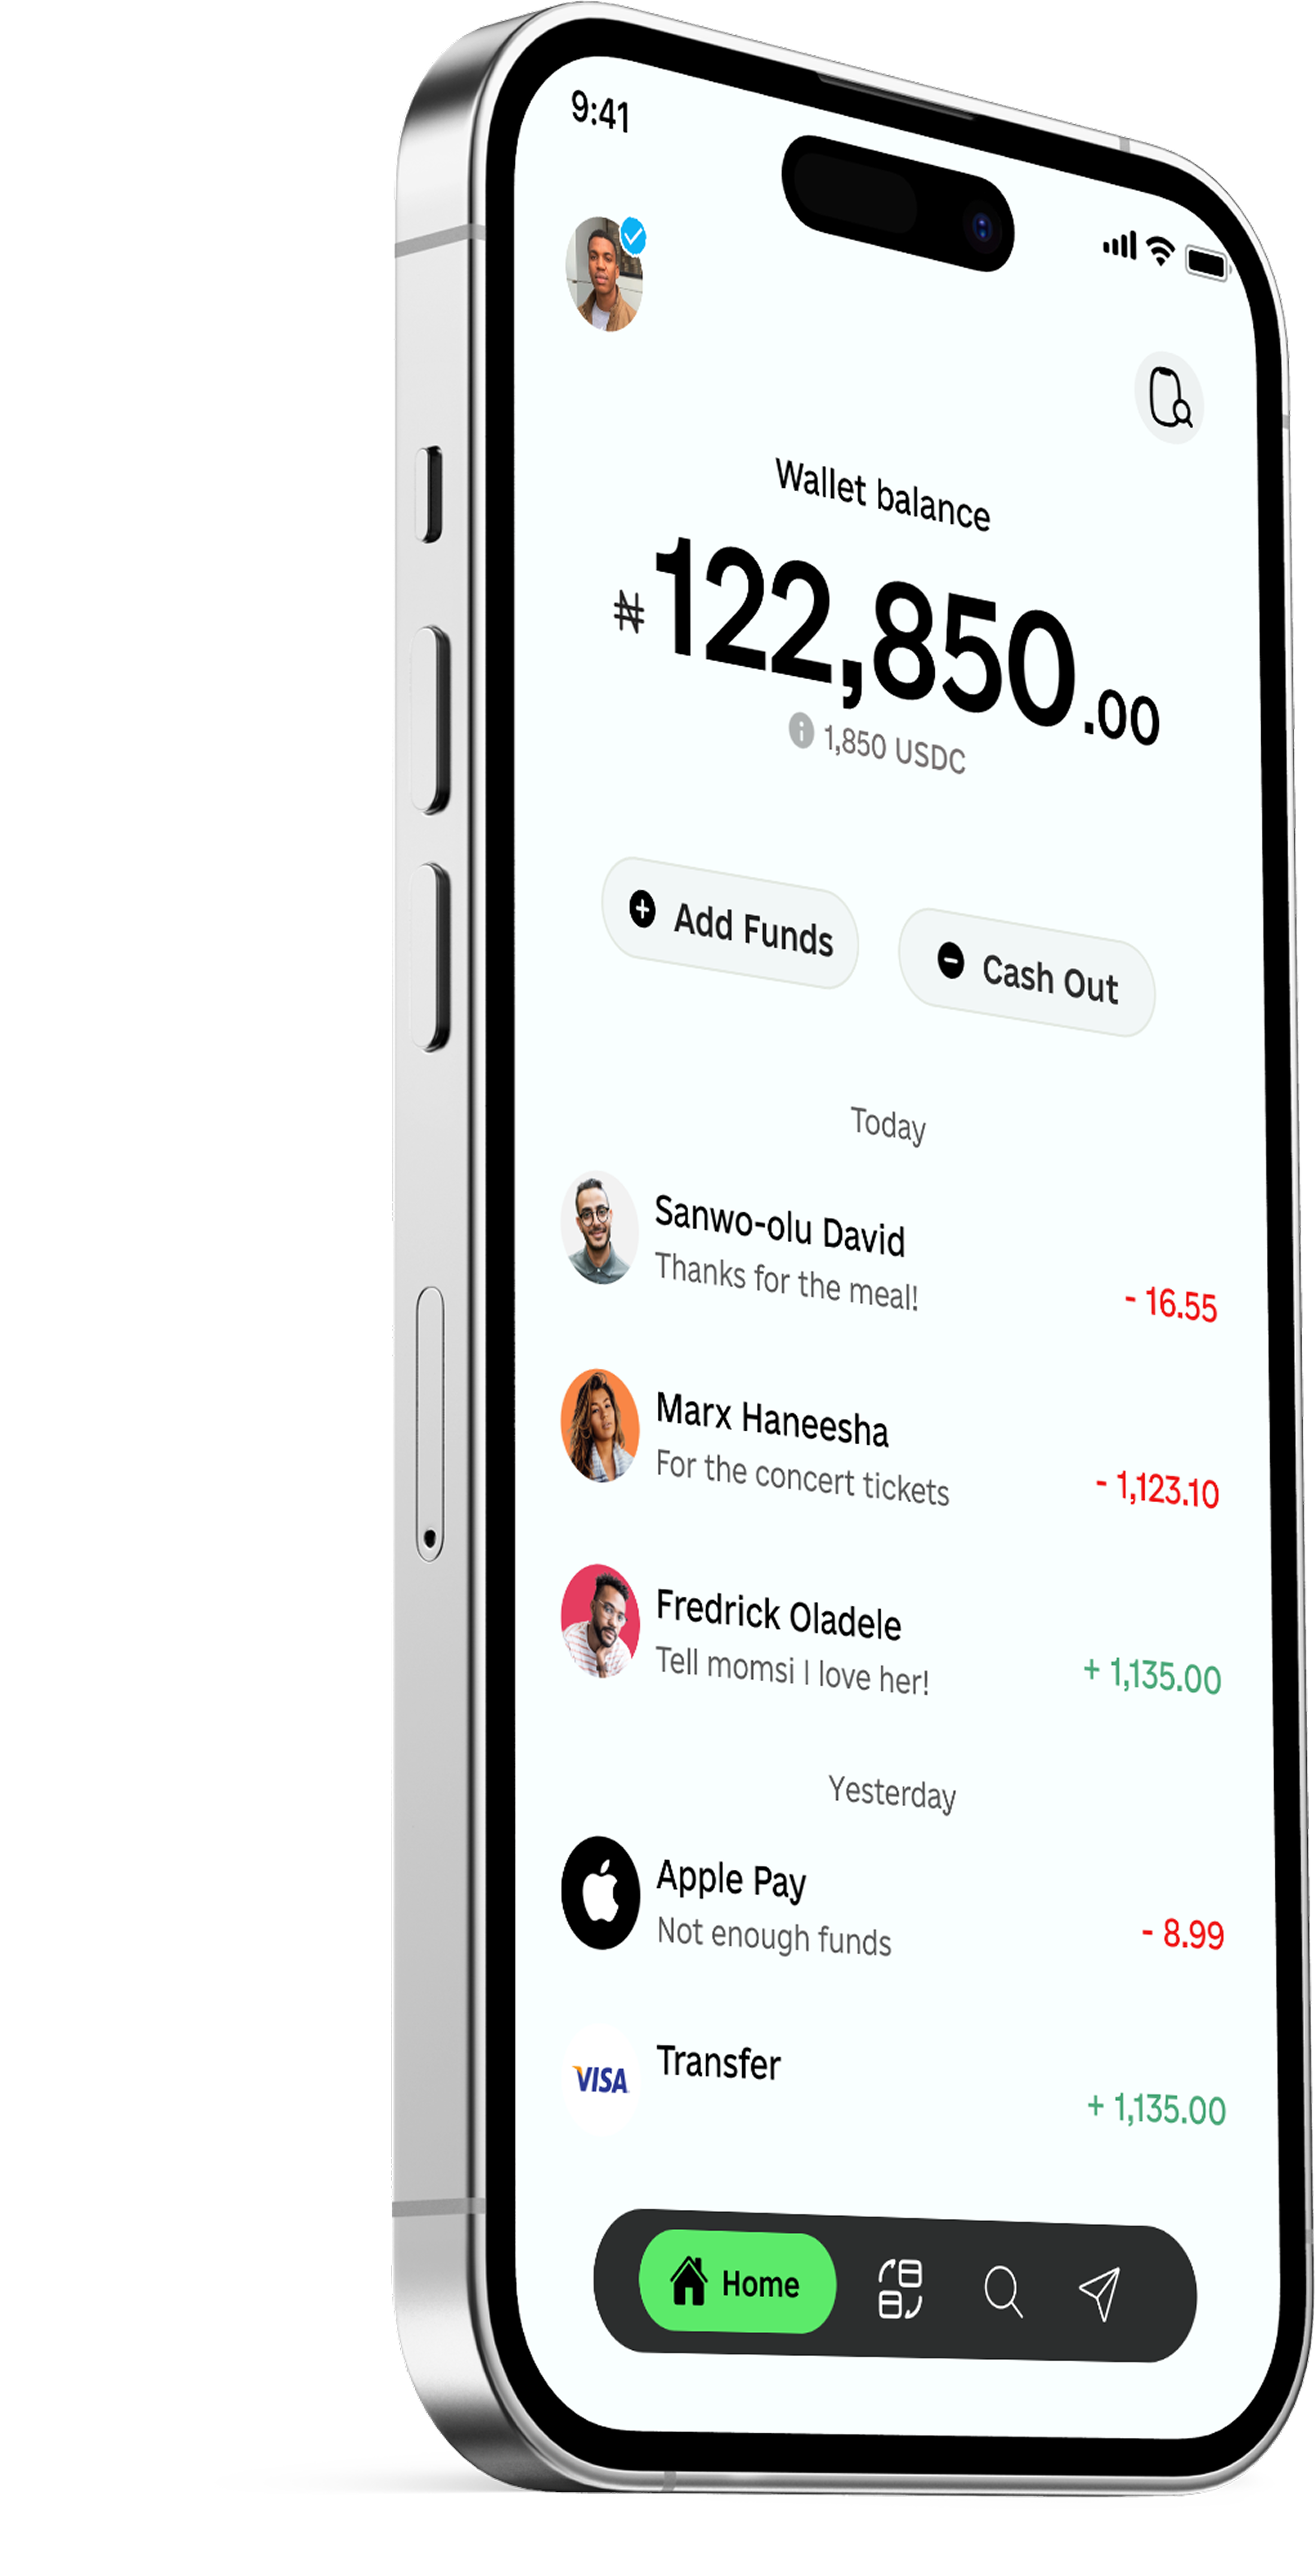 9:41
Wallet balance
₦122,850.00
1,850 USDC
Add Funds
Cash Out
Today
Sanwo-olu David
Thanks for the meal!
- 16.55
Marx Haneesha
For the concert tickets
- 1,123.10
Fredrick Oladele
Tell momsi I love her!
+ 1,135.00
Yesterday
Apple Pay
Not enough funds
- 8.99
VISA
Transfer
+ 1,135.00
Home